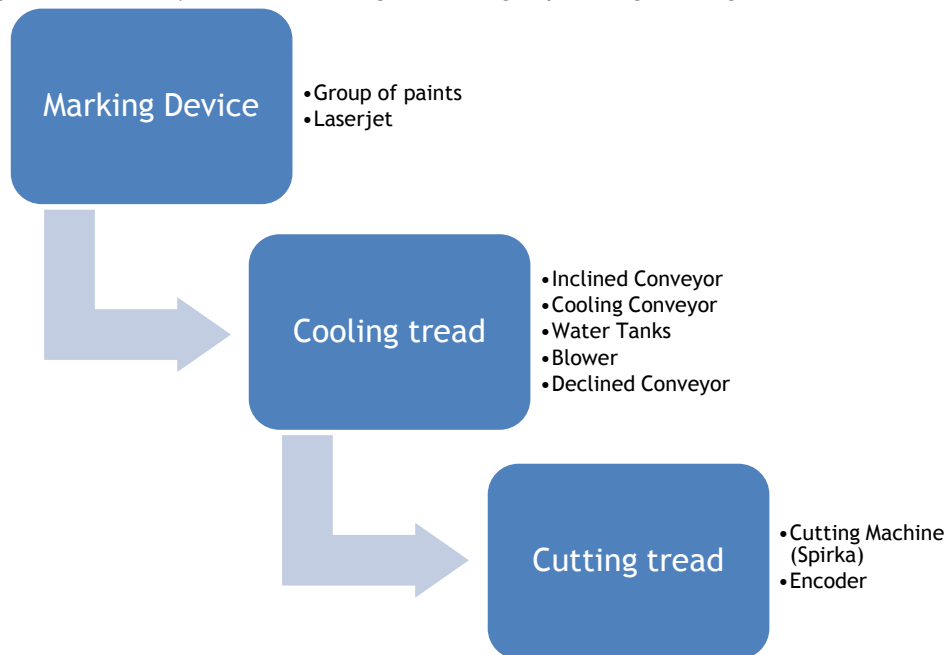 Marking Device
•Group of paints
•Laserjet
Cooling tread
•Inclined Conveyor
•Cooling Conveyor
•Water Tanks
•Blower
•Declined Conveyor
Cutting tread
•Cutting Machine
(Spirka)
•Encoder